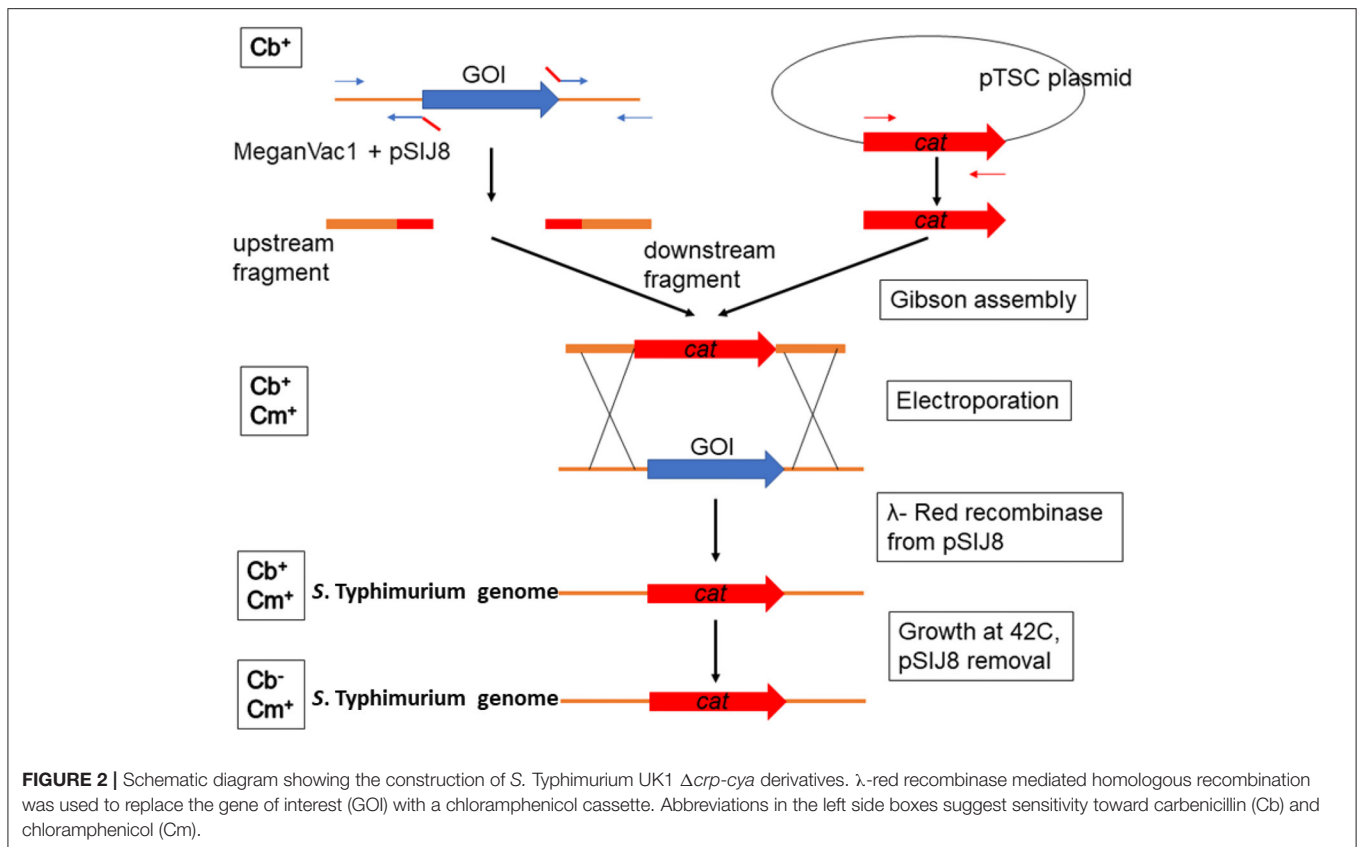 Cb⁺
GOI
pTSC plasmid
cat
MeganVac1 + pSIJ8
cat
upstream
fragment
downstream
fragment
Gibson assembly
cat
Cb⁺
Cm⁺
Electroporation
GOI
λ- Red recombinase
from pSIJ8
Cb⁺
Cm⁺
S. Typhimurium genome
cat
Growth at 42C,
pSIJ8 removal
Cb⁻
Cm⁺
S. Typhimurium genome
cat
FIGURE 2 | Schematic diagram showing the construction of S. Typhimurium UK1 Δcrp-cya derivatives. λ-red recombinase mediated homologous recombination
was used to replace the gene of interest (GOI) with a chloramphenicol cassette. Abbreviations in the left side boxes suggest sensitivity toward carbenicillin (Cb) and
chloramphenicol (Cm).